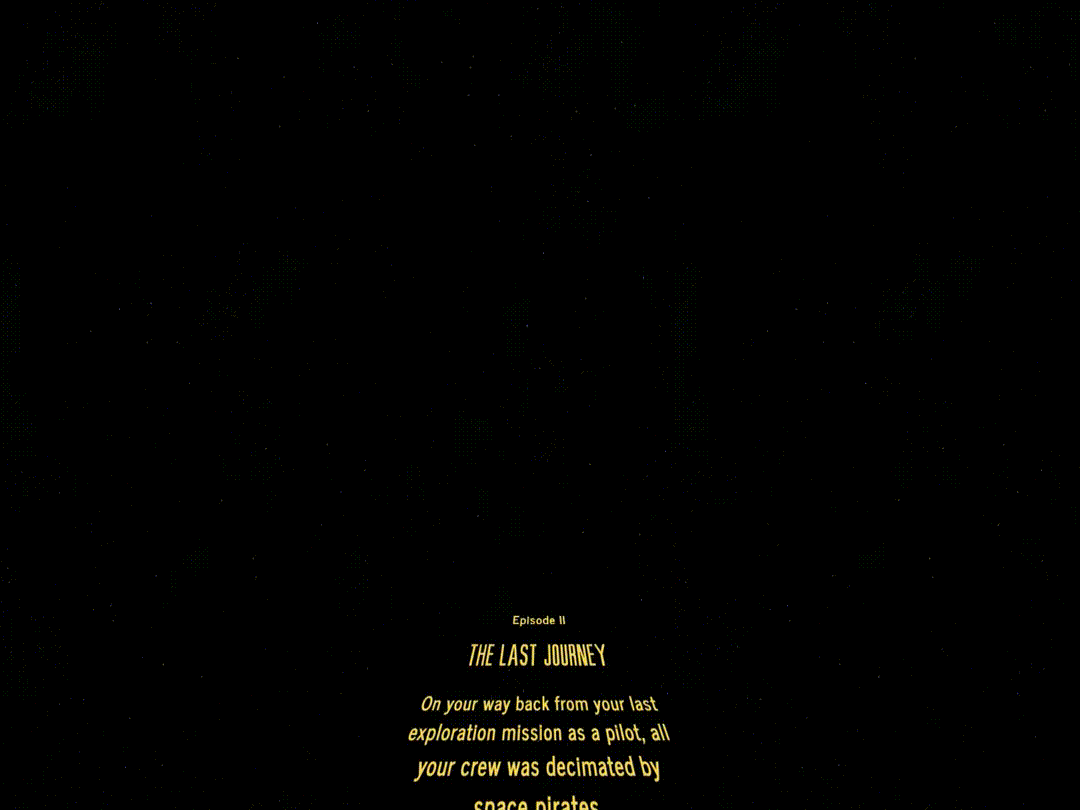 Episode II
THE LAST JOURNEY
On your way back from your last
exploration mission as a pilot, all
your crew was decimated by
space pirates